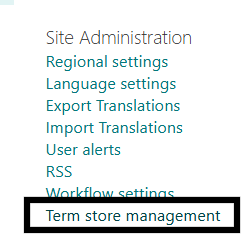 Site Administration
Regional settings
Language settings
Export Translations
Import Translations
User alerts
RSS
Workflow settings
Term store management